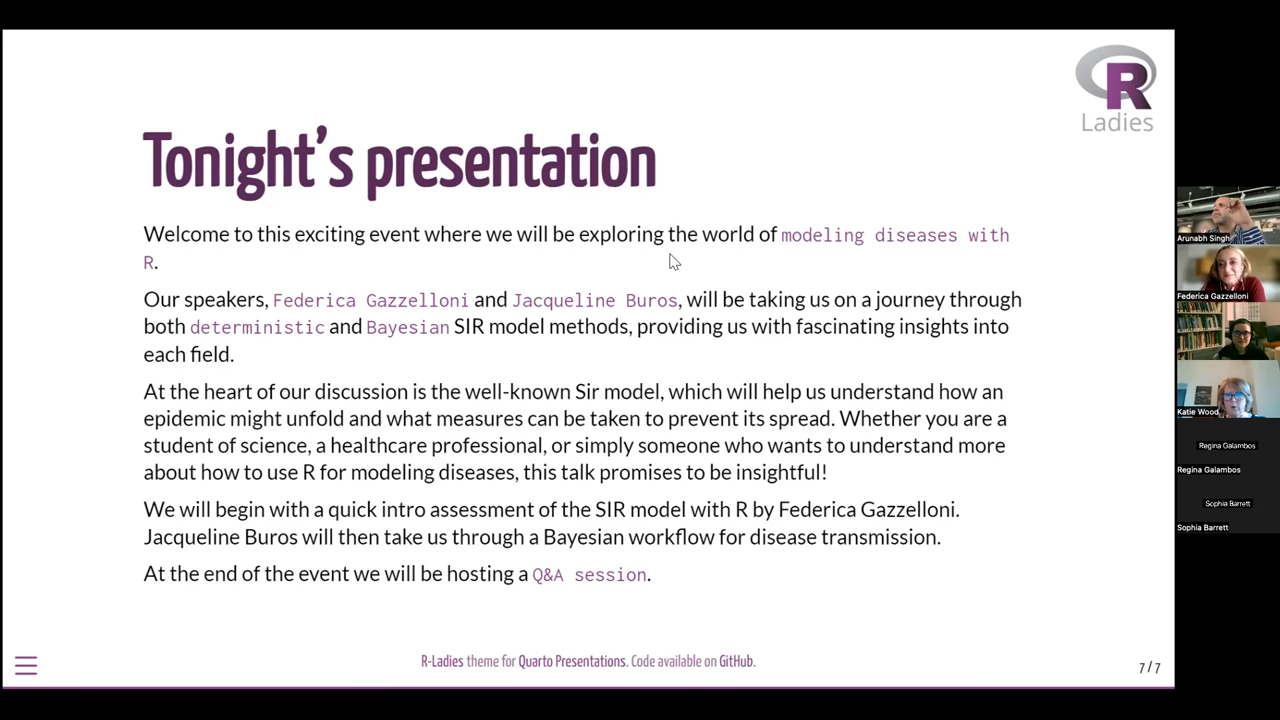 R
Ladies
Tonight's presentation
Welcome to this exciting event where we will be exploring the world of modeling diseases with
R.
Our speakers, Federica Gazzelloni and Jacqueline Buros, will be taking us on a journey through
both deterministic and Bayesian SIR model methods, providing us with fascinating insights into
each field.
At the heart of our discussion is the well-known Sir model, which will help us understand how an
epidemic might unfold and what measures can be taken to prevent its spread. Whether you are a
student of science, a healthcare professional, or simply someone who wants to understand more
about how to use R for modeling diseases, this talk promises to be insightful!
We will begin with a quick intro assessment of the SIR model with R by Federica Gazzelloni.
Jacqueline Buros will then take us through a Bayesian workflow for disease transmission.
At the end of the event we will be hosting a Q&A session.
R-Ladies theme for Quarto Presentations. Code available on GitHub.
7 / 7
Arunabh Singh
Federica Gazzelloni
Katie Wood
Regina Galambos
Regina Galambos
Sophia Barrett
Sophia Barrett